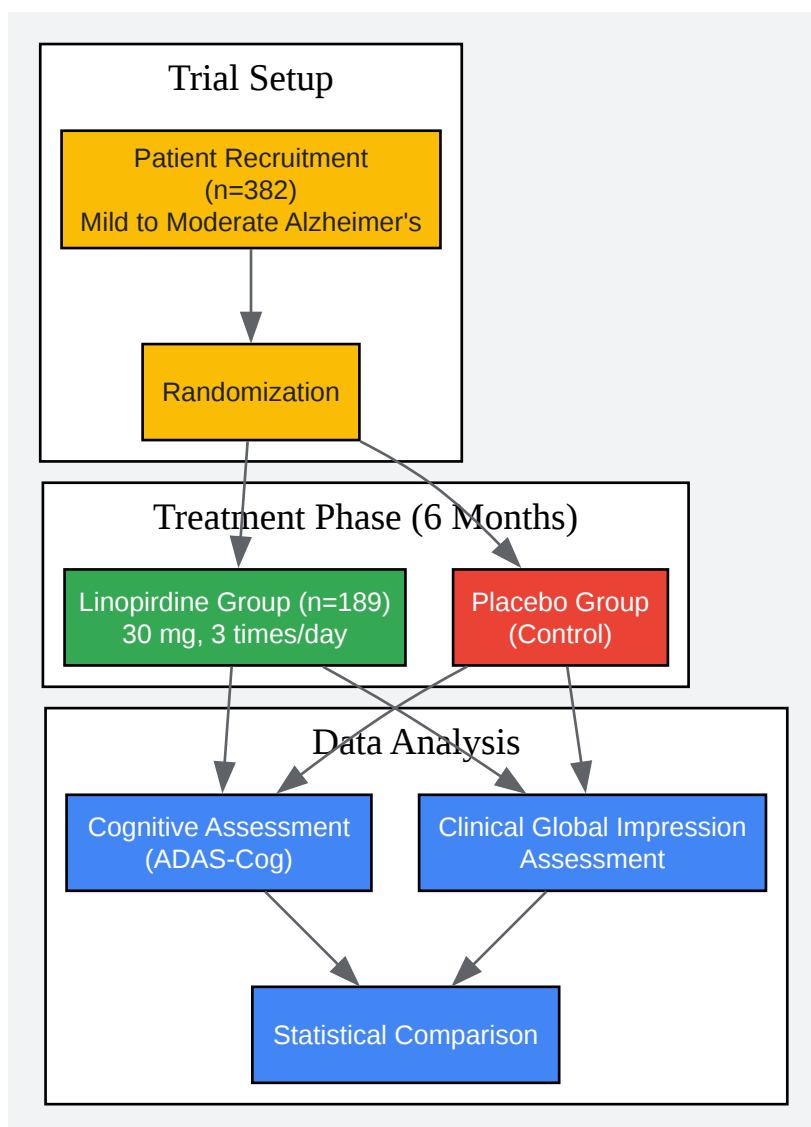 Trial Setup
Patient Recruitment
(n=382)
Mild to Moderate Alzheimer's
Randomization
Treatment Phase (6 Months)
Linopirdine Group (n=189)
30 mg, 3 times/day
Placebo Group
(Control)
Data Analysis
Cognitive Assessment
(ADAS-Cog)
Clinical Global Impression
Assessment
Statistical Comparison